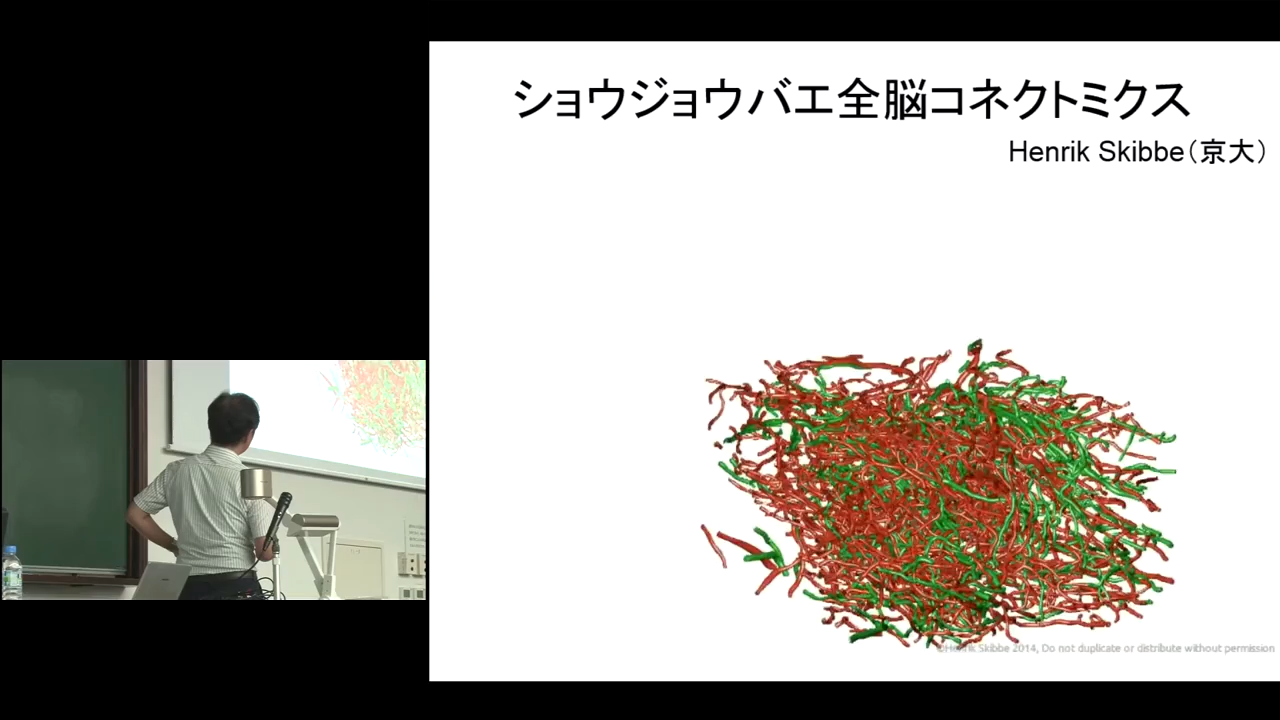 ショウジョウバエ全脳コネクトミクス
Henrik Skibbe（京大）
©Henrik Skibbe 2014, Do not duplicate or distribute without permission